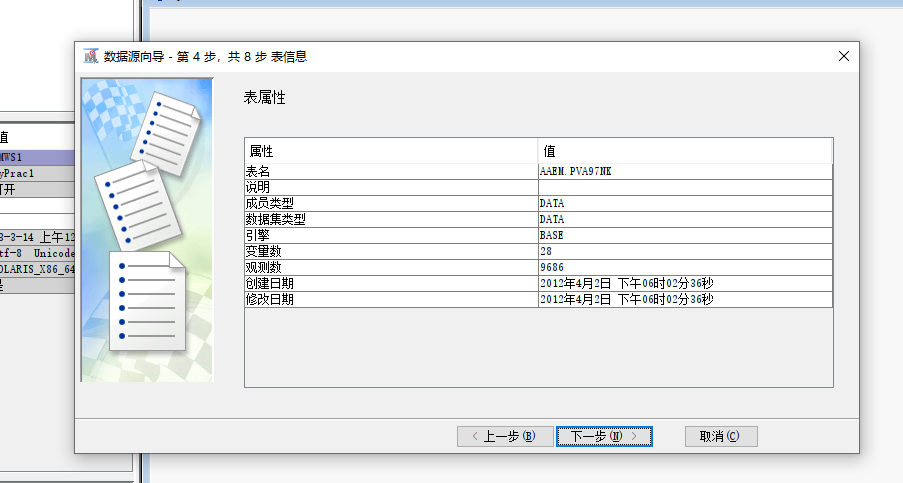 数据源向导 - 第 4 步，共 8 步 表信息
表属性
属性 值
表名 AAEM.PVA97NK
说明
成员类型 DATA
数据集类型 DATA
引擎 BASE
变量数 28
观测数 9686
创建日期 2012年4月2日 下午06时02分36秒
修改日期 2012年4月2日 下午06时02分36秒
< 上一步(B) 下一步(N) > 取消(C)
值
MWS1
yPrac1
打开
8-3-14 上午12
tf-8 Unicode
OLARIS_X86_64
是